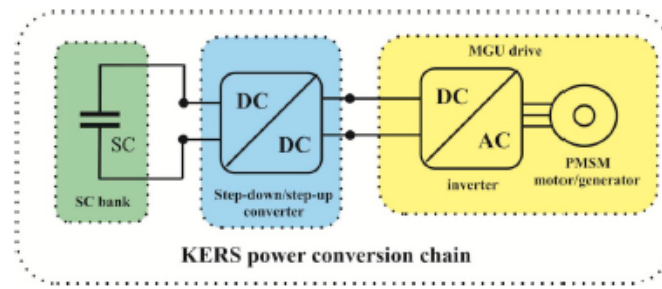 MGU drive
DC
DC
DC
AC
SC
inverter
PMSM
motor/generator
SC bank
Step-down/step-up
converter
KERS power conversion chain